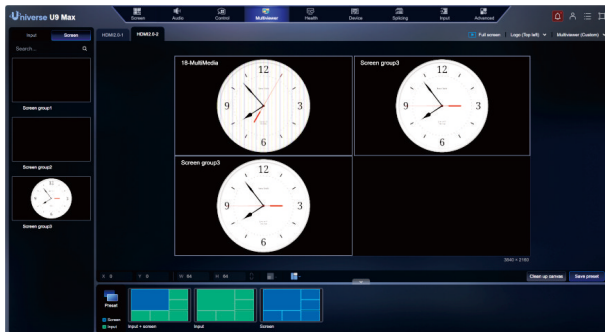 Universe U9 Max
Screen
Audio
Control
Multiviewer
Health
Device
Splicing
Input
Advanced
Input
Screen
HDMI2.0-1
HDMI2.0-2
Full screen
Logo (Top left)
Multiviewer (Custom)
Search...
Screen group1
Screen group2
Screen group3
18-MultiMedia
12
9
3
6
Screen group3
12
9
3
6
Screen group3
12
9
3
6
3840 * 2160
X 0
Y 0
W 64
H 64
Clean up canvas
Save preset
Preset
Screen
Input
Input + screen
Input
Screen